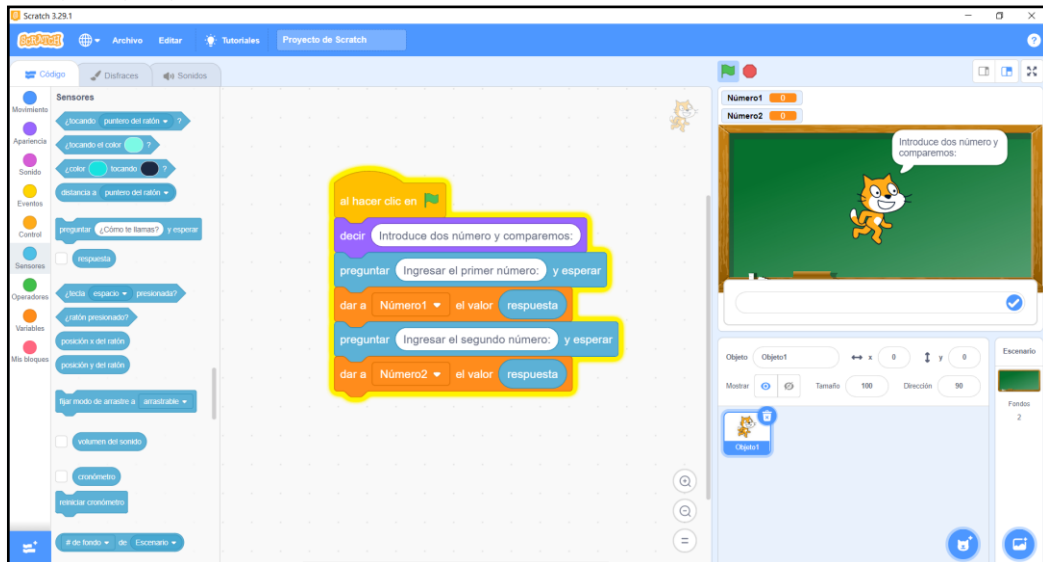 Scratch 3.29.1
SCRATCH Archivo Editar Tutoriales Proyecto de Scratch ?
Código Disfraces Sonidos
Movimiento
Apariencia
Sonido
Eventos
Control
Sensores
Operadores
Variables
Mis bloques
Sensores
¿tocando puntero del ratón ?
¿tocando el color ?
¿color tocando ?
distancia a puntero del ratón
preguntar ¿Cómo te llamas? y esperar
respuesta
¿tecla espacio presionada?
¿ratón presionado?
posición x del ratón
posición y del ratón
fijar modo de arrastre a arrastrable
volumen del sonido
cronómetro
reiniciar cronómetro
# de fondo de Escenario
al hacer clic en
decir Introduce dos número y comparemos:
preguntar Ingresar el primer número: y esperar
dar a Número1 el valor respuesta
preguntar Ingresar el segundo número: y esperar
dar a Número2 el valor respuesta
Número1 0
Número2 0
Introduce dos número y
comparemos:
Objeto Objeto1 x 0 y 0
Mostrar Tamaño 100 Dirección 90
Objeto1
Escenario
Fondos
2